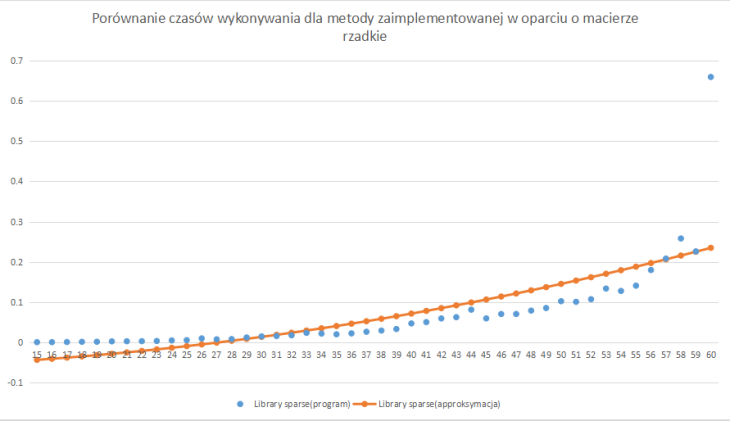 Porównanie czasów wykonywania dla metody zaimplementowanej w oparciu o macierze
rzadkie
0.7
0.6
0.5
0.4
0.3
0.2
0.1
0
15 16 17 18 19 20 21 22 23 24 25 26 27 28 29 30 31 32 33 34 35 36 37 38 39 40 41 42 43 44 45 46 47 48 49 50 51 52 53 54 55 56 57 58 59 60
-0.1
Library sparse(program) Library sparse(approksymacja)